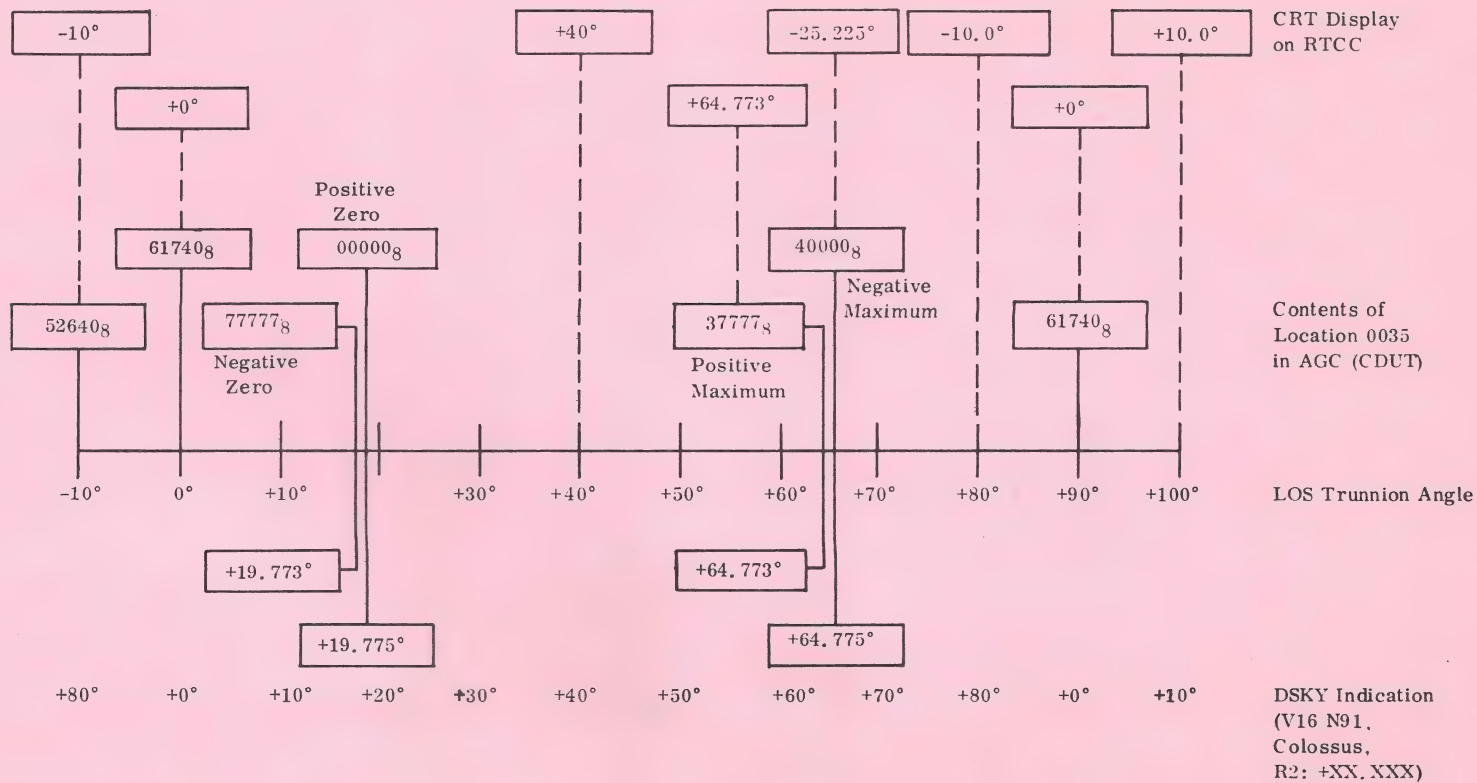 -10°
+40°
-25.225°
-10.0°
+10.0°
CRT Display
on RTCC
+0°
+64.773°
+0°
Positive
Zero
61740₈
00000₈
40000₈
Negative
Maximum
52640₈
77777₈
Negative
Zero
37777₈
Positive
Maximum
61740₈
Contents of
Location 0035
in AGC (CDUT)
-10° 0° +10° +30° +40° +50° +60° +70° +80° +90° +100° LOS Trunnion Angle
+19.773°
+64.773°
+19.775°
+64.775°
+80° +0° +10° +20° +30° +40° +50° +60° +70° +80° +0° +10° DSKY Indication
(V16 N91,
Colossus,
R2: +XX.XXX)